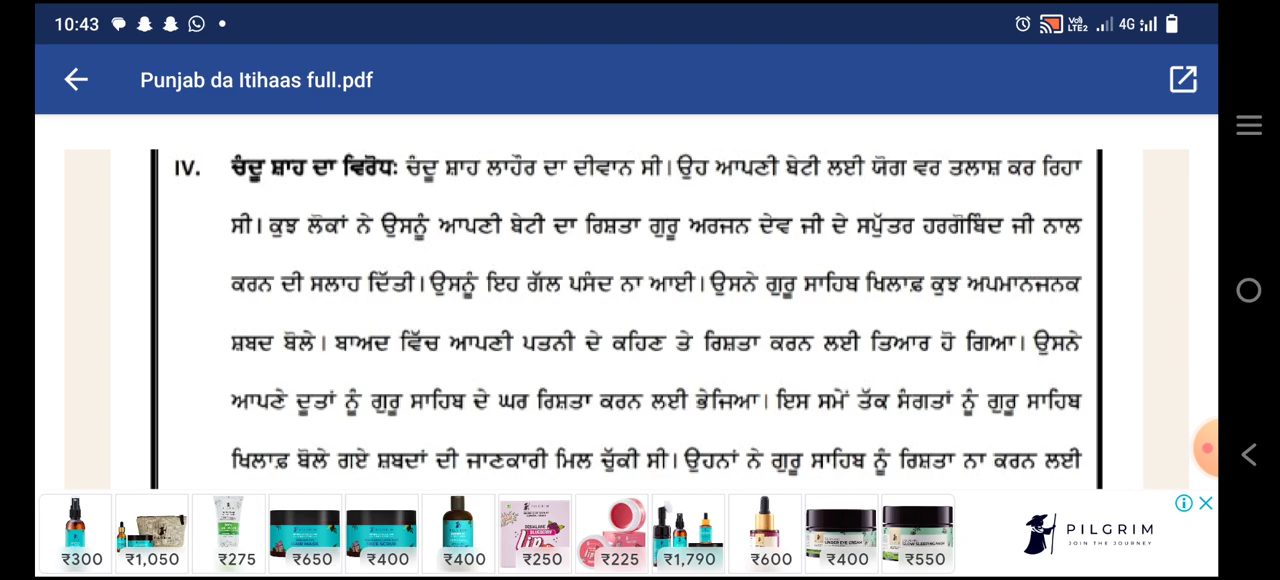 10:43 VoLTE2 4G
Punjab da Itihaas full.pdf
IV. ਚੰਦੂ ਸ਼ਾਹ ਦਾ ਵਿਰੋਧ: ਚੰਦੂ ਸ਼ਾਹ ਲਾਹੌਰ ਦਾ ਦੀਵਾਨ ਸੀ। ਉਹ ਆਪਣੀ ਬੇਟੀ ਲਈ ਯੋਗ ਵਰ ਤਲਾਸ਼ ਕਰ ਰਿਹਾ
ਸੀ। ਕੁਝ ਲੋਕਾਂ ਨੇ ਉਸਨੂੰ ਆਪਣੀ ਬੇਟੀ ਦਾ ਰਿਸ਼ਤਾ ਗੁਰੂ ਅਰਜਨ ਦੇਵ ਜੀ ਦੇ ਸਪੁੱਤਰ ਹਰਗੋਬਿੰਦ ਜੀ ਨਾਲ
ਕਰਨ ਦੀ ਸਲਾਹ ਦਿੱਤੀ। ਉਸਨੂੰ ਇਹ ਗੱਲ ਪਸੰਦ ਨਾ ਆਈ। ਉਸਨੇ ਗੁਰੂ ਸਾਹਿਬ ਖਿਲਾਫ਼ ਕੁਝ ਅਪਮਾਨਜਨਕ
ਸ਼ਬਦ ਬੋਲੇ। ਬਾਅਦ ਵਿੱਚ ਆਪਣੀ ਪਤਨੀ ਦੇ ਕਹਿਣ ਤੇ ਰਿਸ਼ਤਾ ਕਰਨ ਲਈ ਤਿਆਰ ਹੋ ਗਿਆ। ਉਸਨੇ
ਆਪਣੇ ਦੂਤਾਂ ਨੂੰ ਗੁਰੂ ਸਾਹਿਬ ਦੇ ਘਰ ਰਿਸ਼ਤਾ ਕਰਨ ਲਈ ਭੇਜਿਆ। ਇਸ ਸਮੇਂ ਤੱਕ ਸੰਗਤਾਂ ਨੂੰ ਗੁਰੂ ਸਾਹਿਬ
ਖਿਲਾਫ਼ ਬੋਲੇ ਗਏ ਸ਼ਬਦਾਂ ਦੀ ਜਾਣਕਾਰੀ ਮਿਲ ਚੁੱਕੀ ਸੀ। ਉਹਨਾਂ ਨੇ ਗੁਰੂ ਸਾਹਿਬ ਨੂੰ ਰਿਸ਼ਤਾ ਨਾ ਕਰਨ ਲਈ
₹300 ₹1,050 ₹275 ₹650 ₹400 ₹400 ₹250 ₹225 ₹1,790 ₹600 ₹400 ₹550
PILGRIM
JOIN THE JOURNEY